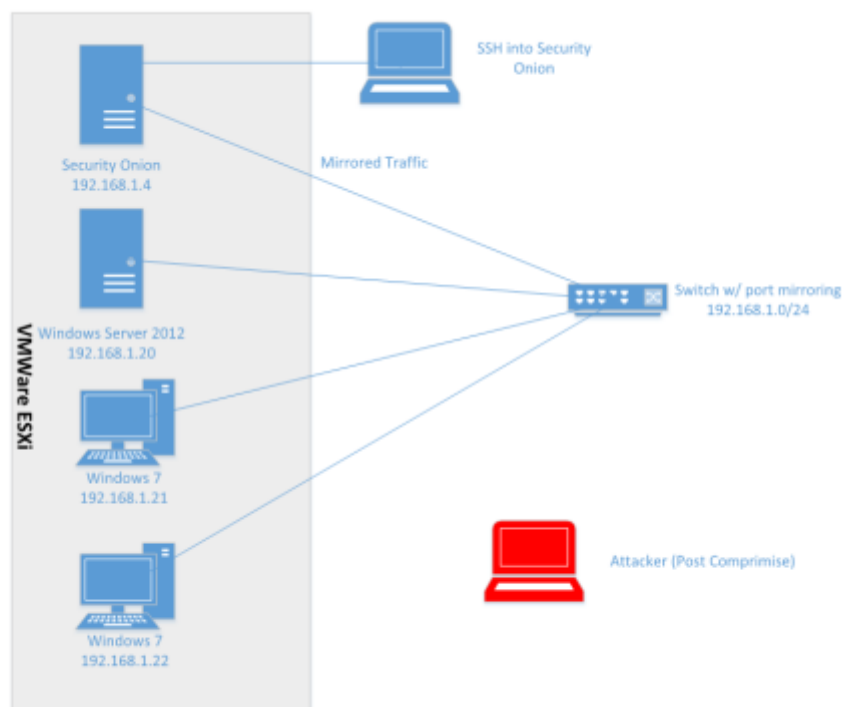 SSH into Security
Onion
Security Onion
192.168.1.4
Mirrored Traffic
Switch w/ port mirroring
192.168.1.0/24
Windows Server 2012
192.168.1.20
VMWare ESXi
Windows 7
192.168.1.21
Attacker (Post Comprimise)
Windows 7
192.168.1.22